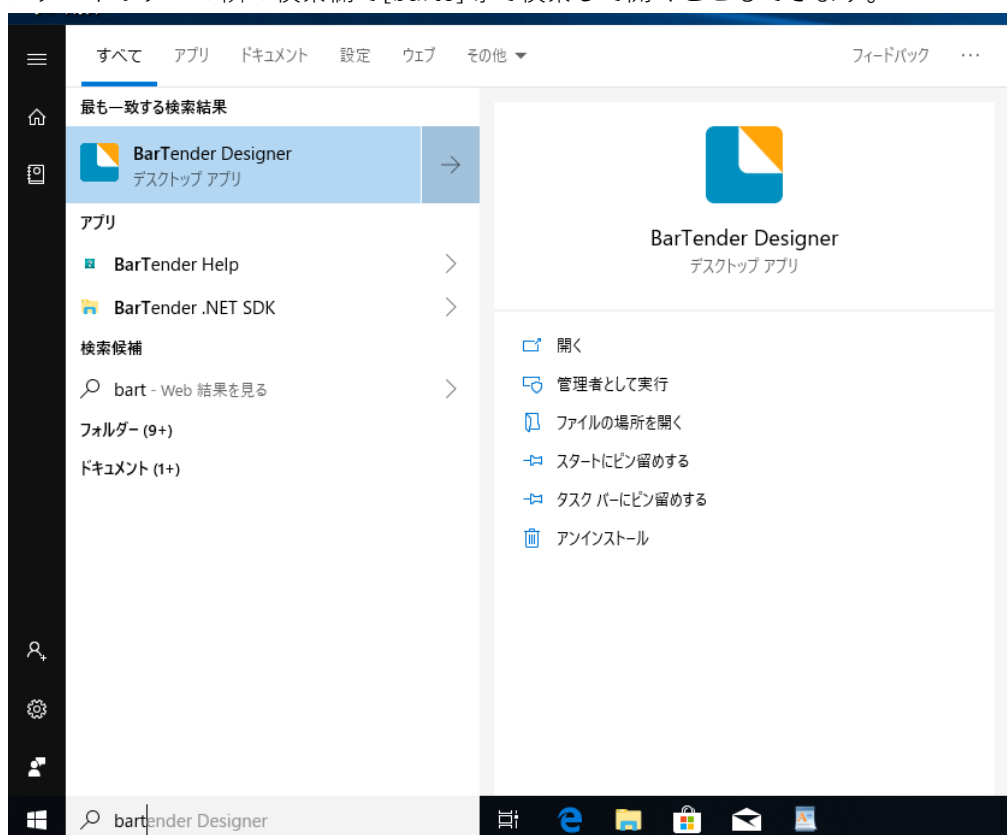 すべて アプリ ドキュメント 設定 ウェブ その他 フィードバック …
最も一致する検索結果
BarTender Designer
デスクトップ アプリ
アプリ
BarTender Help
BarTender .NET SDK
検索候補
bart - Web 結果を見る
フォルダー (9+)
ドキュメント (1+)
BarTender Designer
デスクトップ アプリ
開く
管理者として実行
ファイルの場所を開く
スタートにピン留めする
タスク バーにピン留めする
アンインストール
bartender Designer